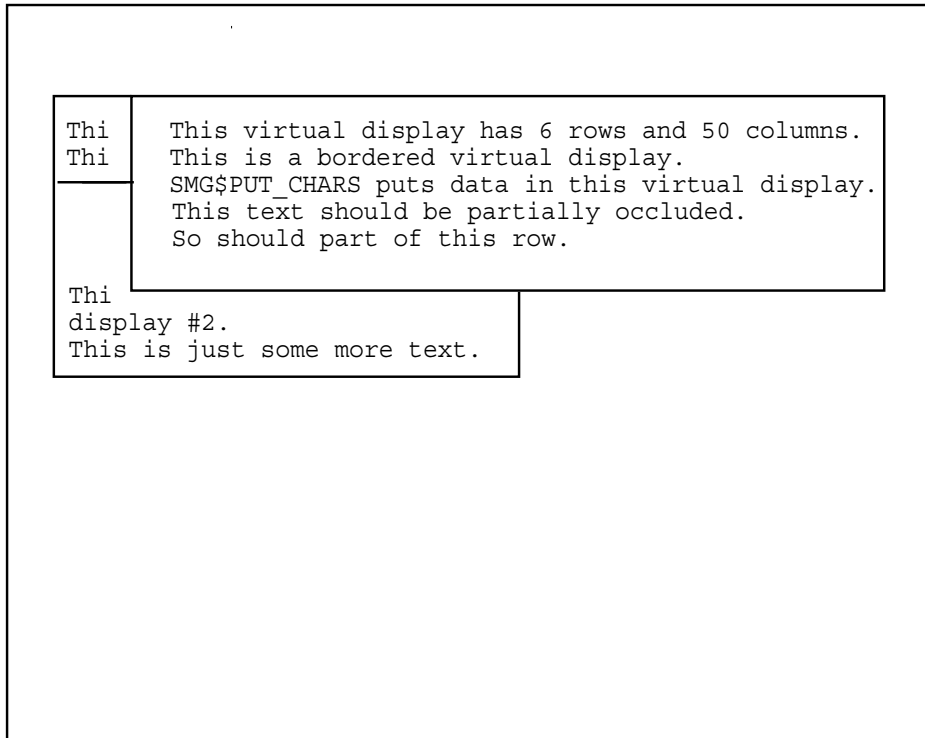 Thi This virtual display has 6 rows and 50 columns.
Thi This is a bordered virtual display.
SMG$PUT_CHARS puts data in this virtual display.
This text should be partially occluded.
So should part of this row.
Thi
display #2.
This is just some more text.